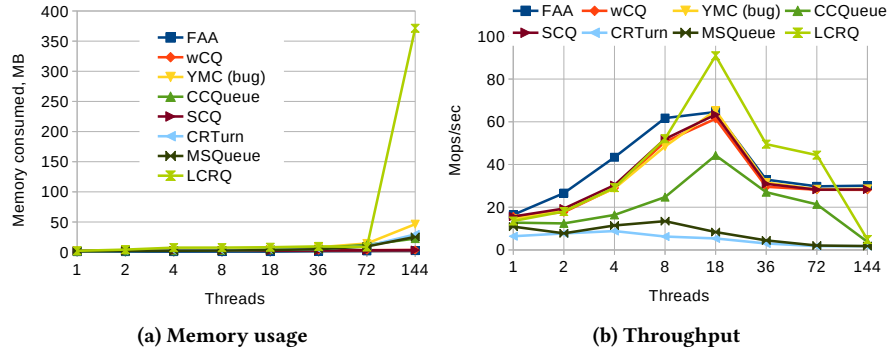 Memory consumed, MB
400
350
300
250
200
150
100
50
0
FAA
wCQ
YMC (bug)
CCQueue
SCQ
CRTurn
MSQueue
LCRQ
1 2 4 8 18 36 72 144
Threads
(a) Memory usage
FAA wCQ YMC (bug) CCQueue
SCQ CRTurn MSQueue LCRQ
Mops/sec
100
80
60
40
20
0
1 2 4 8 18 36 72 144
Threads
(b) Throughput